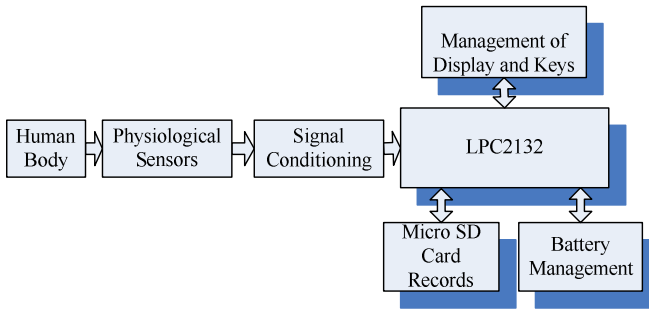 Management of
Display and Keys
Human
Body
Physiological
Sensors
Signal
Conditioning
LPC2132
Micro SD
Card
Records
Battery
Management